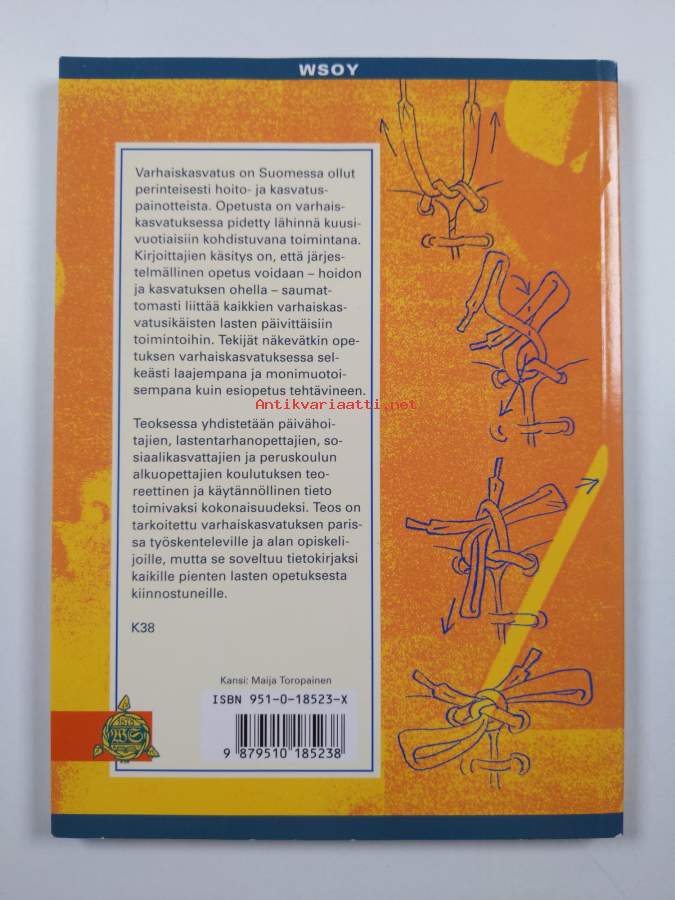 WSOY
Varhaiskasvatus on Suomessa ollut
perinteisesti hoito- ja kasvatus-
painotteista. Opetusta on varhais-
kasvatuksessa pidetty lähinnä kuusi-
vuotiaisiin kohdistuvana toimintana.
Kirjoittajien käsitys on, että järjes-
telmällinen opetus voidaan – hoidon
ja kasvatuksen ohella – saumat-
tomasti liittää kaikkien varhaiskas-
vatusikäisten lasten päivittäisiin
toimintoihin. Tekijät näkevätkin ope-
tuksen varhaiskasvatuksessa sel-
keästi laajempana ja monimuotoi-
sempana kuin esiopetus tehtävineen.
Antikvariaatti.net
Teoksessa yhdistetään päivähoi-
tajien, lastentarhanopettajien, so-
siaalikasvattajien ja peruskoulun
alkuopettajien koulutuksen teo-
reettinen ja käytännöllinen tieto
toimivaksi kokonaisuudeksi. Teos on
tarkoitettu varhaiskasvatuksen paris-
sa työskenteleville ja alan opiskeli-
joille, mutta se soveltuu tietokirjaksi
kaikille pienten lasten opetuksesta
kiinnostuneille.
K38
Kansi: Maija Toropainen
ISBN 951-0-18523-X
9 879510 185238
WS